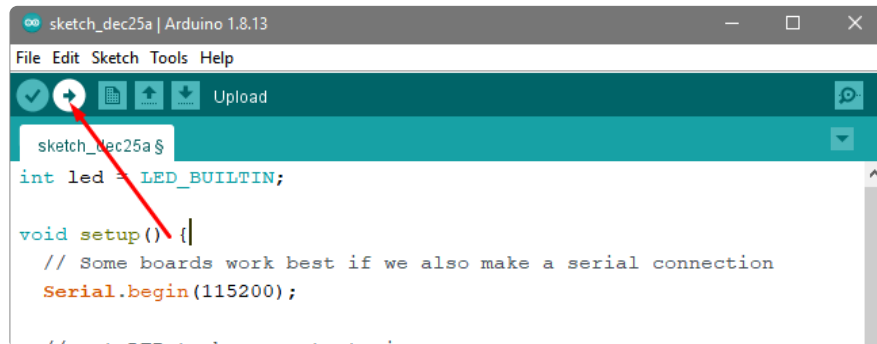 sketch_dec25a | Arduino 1.8.13
File Edit Sketch Tools Help
Upload
sketch_dec25a §
int led = LED_BUILTIN;
void setup() {
// Some boards work best if we also make a serial connection
Serial.begin(115200);
//